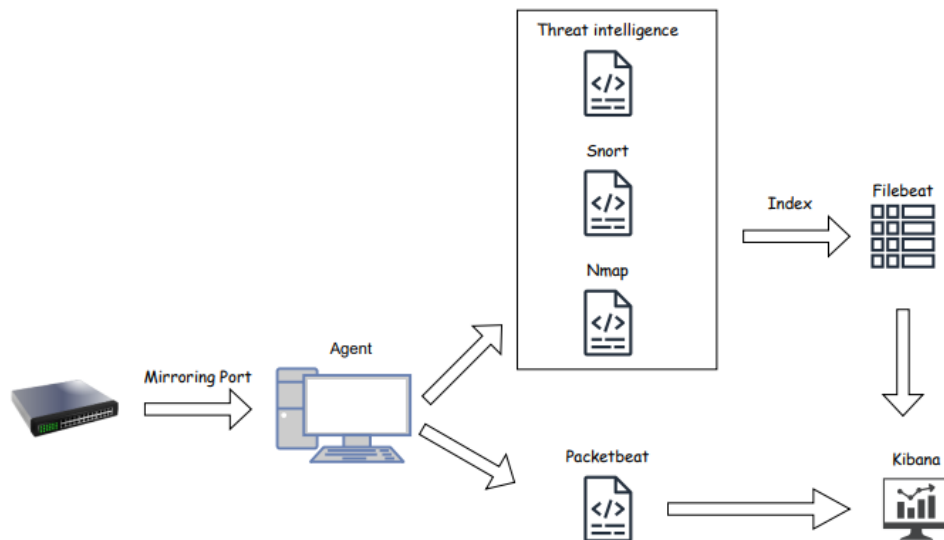 Threat intelligence
</>
Snort
</>
Nmap
</>
Index
Filebeat
Agent
Mirroring Port
Packetbeat
</>
Kibana